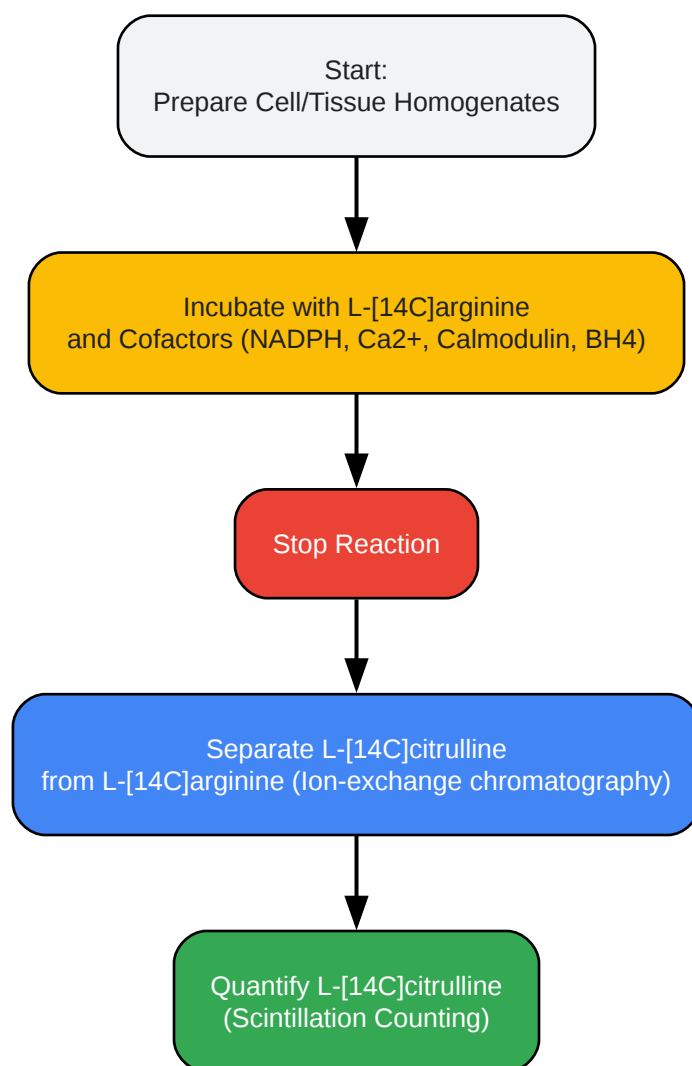 Start:
Prepare Cell/Tissue Homogenates
Incubate with L-[14C]arginine
and Cofactors (NADPH, Ca2+, Calmodulin, BH4)
Stop Reaction
Separate L-[14C]citrulline
from L-[14C]arginine (Ion-exchange chromatography)
Quantify L-[14C]citrulline
(Scintillation Counting)